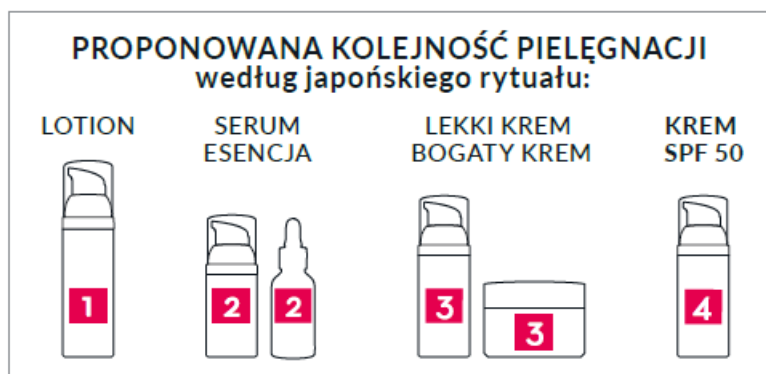 PROPONOWANA KOLEJNOŚĆ PIELĘGNACJI
według japońskiego rytuału:
LOTION
SERUM
ESENCJA
LEKKI KREM
BOGATY KREM
KREM
SPF 50
1
2
2
3
3
4